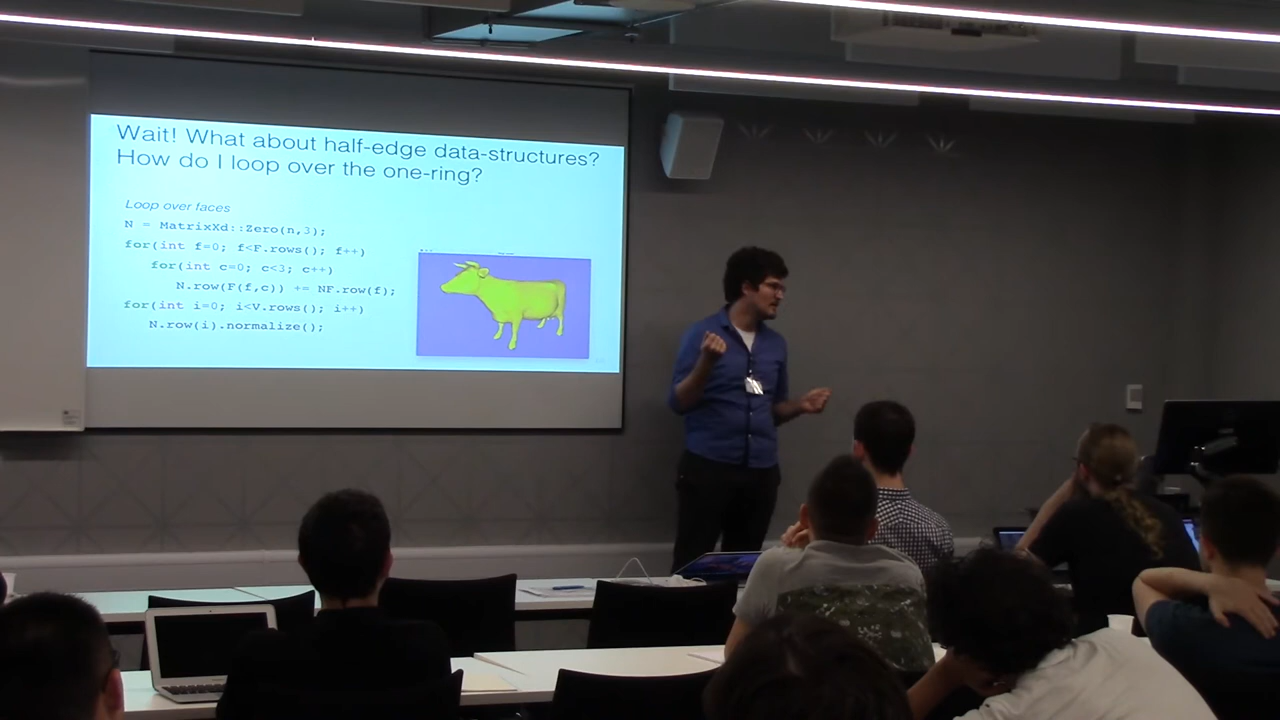 Wait! What about half-edge data-structures?
How do I loop over the one-ring?
Loop over faces
N = MatrixXd::Zero(n,3);
for(int f=0; f<F.rows(); f++)
for(int c=0; c<3; c++)
N.row(F(f,c)) += NF.row(f);
for(int i=0; i<V.rows(); i++)
N.row(i).normalize();